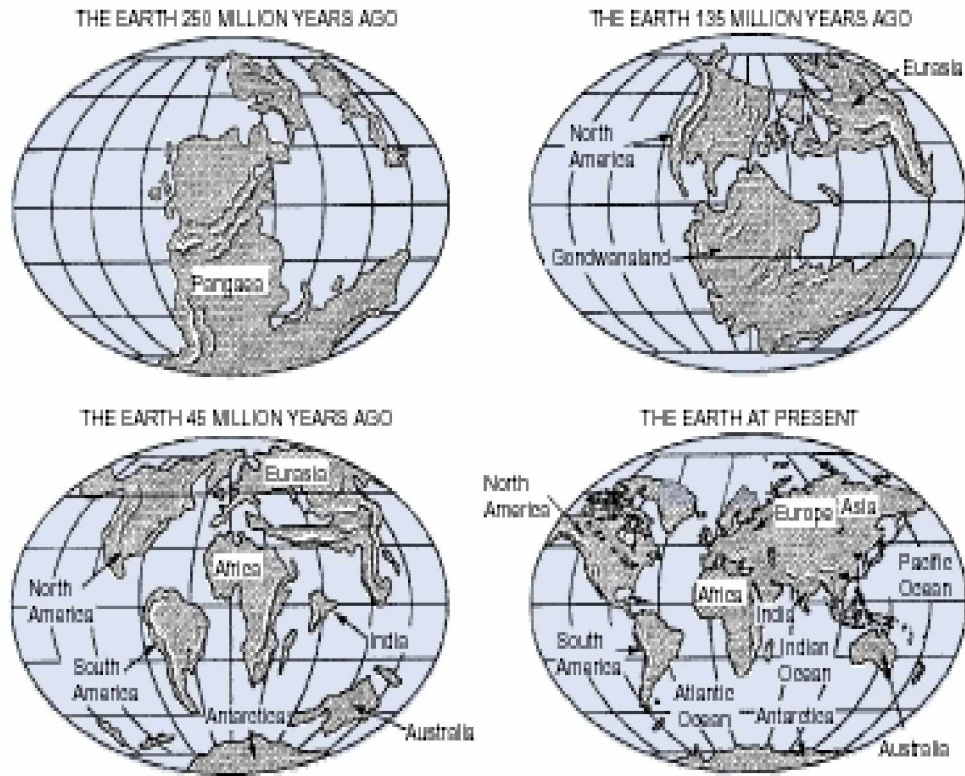 THE EARTH 250 MILLION YEARS AGO
Pangaea
THE EARTH 135 MILLION YEARS AGO
Eurasia
North
America
Gondwanaland
THE EARTH 45 MILLION YEARS AGO
Eurasia
Africa
North
America
India
South
America
Antarctica
Australia
THE EARTH AT PRESENT
North
America
Europe
Asia
Pacific
Ocean
Africa
India
South
America
Indian
Ocean
Atlantic
Ocean
Antarctica
Australia